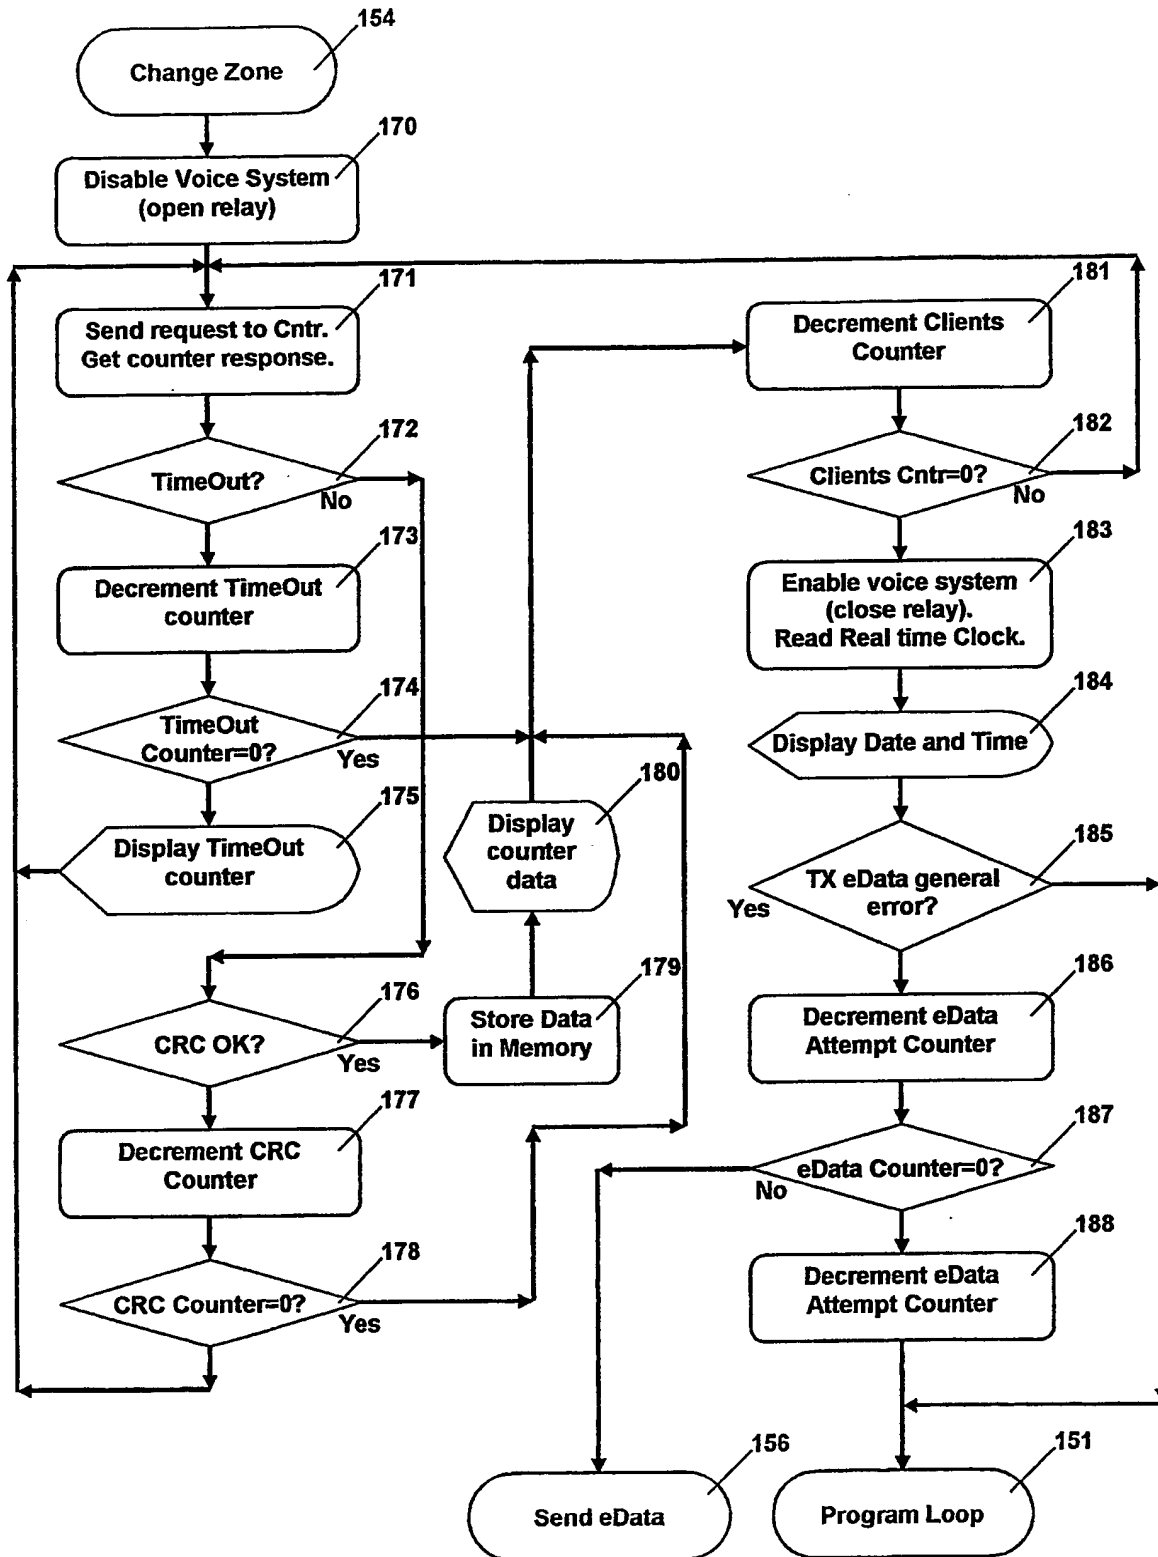 154
Change Zone
170
Disable Voice System
(open relay)
171
Send request to Cntr.
Get counter response.
172
TimeOut?
No
173
Decrement TimeOut
counter
174
TimeOut
Counter=0?
Yes
175
Display TimeOut
counter
176
CRC OK?
Yes
177
Decrement CRC
Counter
178
CRC Counter=0?
Yes
179
Store Data
in Memory
180
Display
counter
data
181
Decrement Clients
Counter
182
Clients Cntr=0?
No
183
Enable voice system
(close relay).
Read Real time Clock.
184
Display Date and Time
185
TX eData general
error?
Yes
186
Decrement eData
Attempt Counter
187
eData Counter=0?
No
188
Decrement eData
Attempt Counter
156
Send eData
151
Program Loop